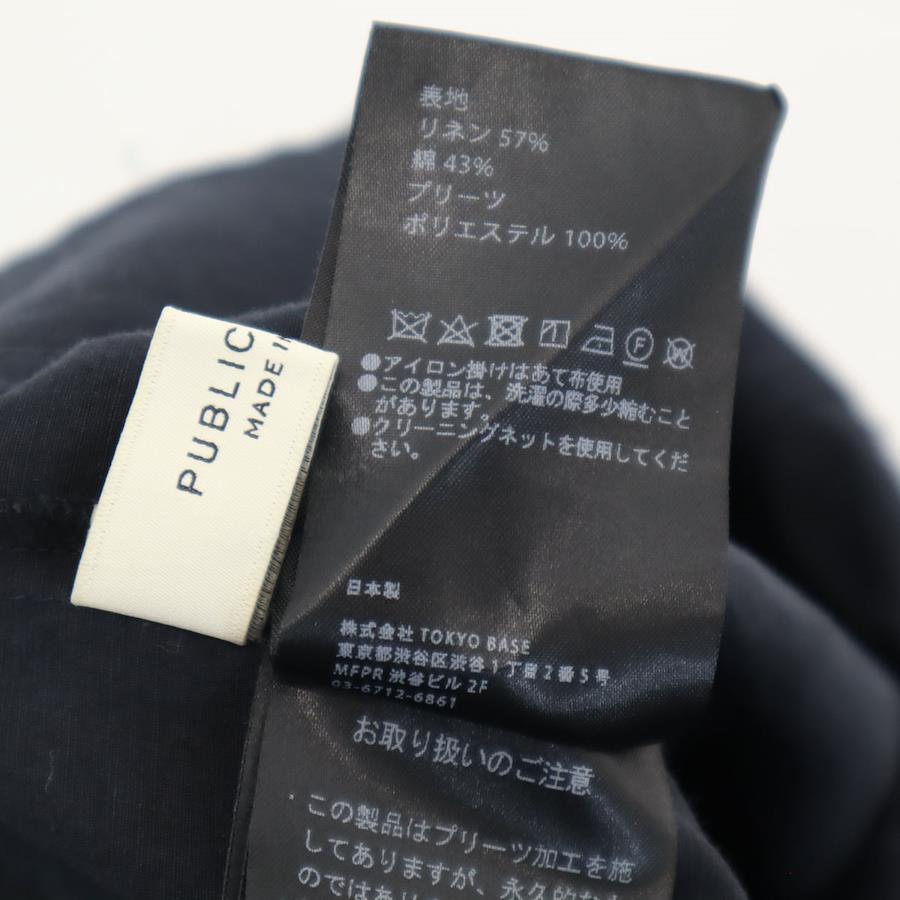 表地
リネン 57%
綿 43%
プリーツ
ポリエステル 100%
F
W
●アイロン掛けはあて布使用
●この製品は、洗濯の際多少縮むこと
があります。
●クリーニングネットを使用してくだ
さい。
日本製
株式会社 TOKYO BASE
東京都渋谷区渋谷1丁目2番5号
MFPR 渋谷ビル 2F
03-6712-6861
お取り扱いのご注意
・この製品はプリーツ加工を施
してありますが、永久的な
のではあり
PUBLIC
MADE IN